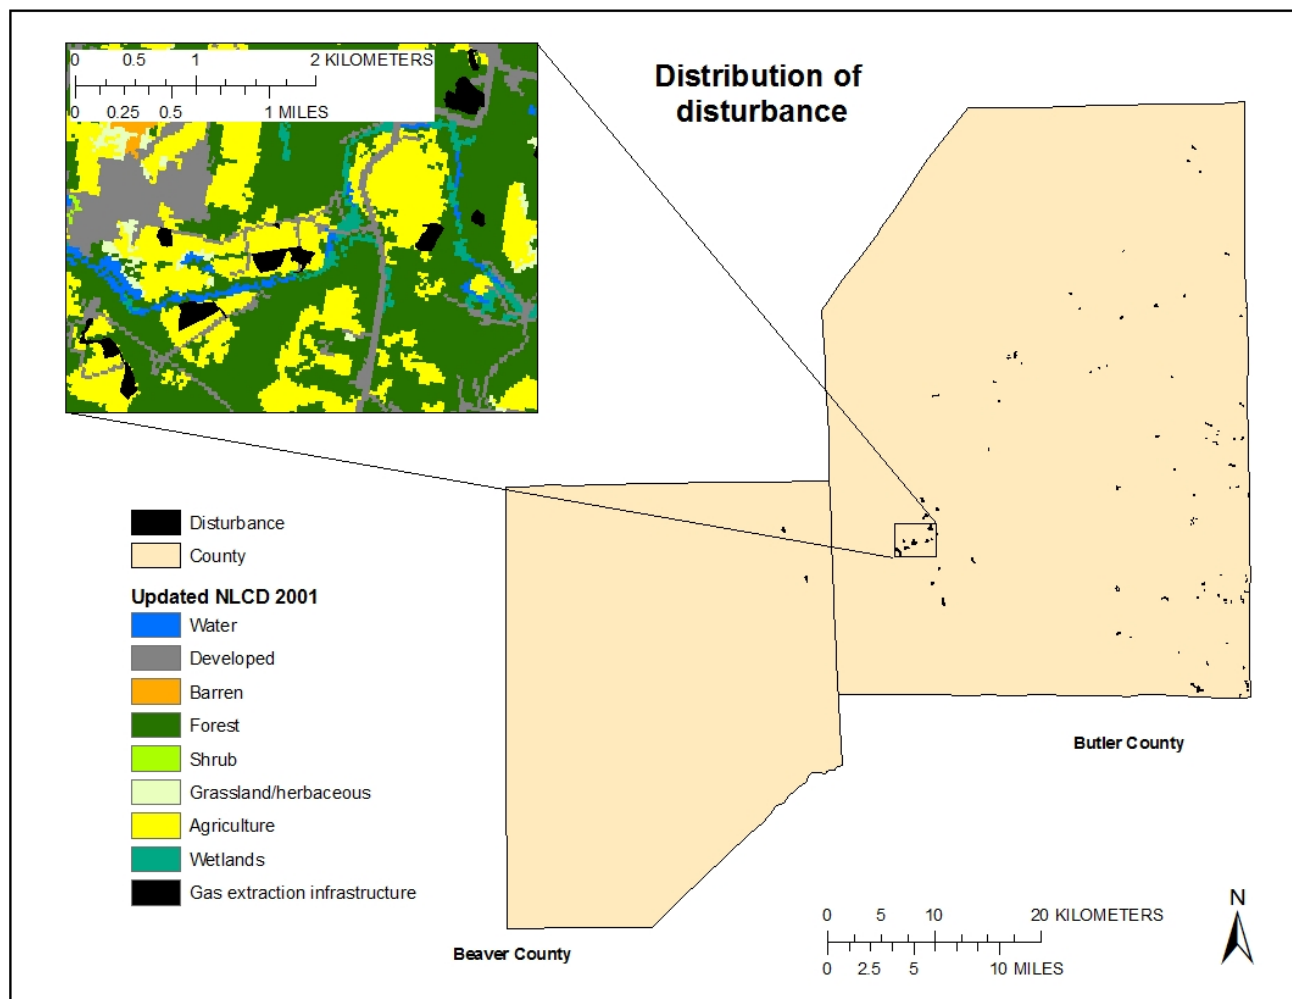 0 0.5 1 2 KILOMETERS
0 0.25 0.5 1 MILES
Distribution of
disturbance
Disturbance
County
Updated NLCD 2001
Water
Developed
Barren
Forest
Shrub
Grassland/herbaceous
Agriculture
Wetlands
Gas extraction infrastructure
Butler County
Beaver County
0 5 10 20 KILOMETERS
0 2.5 5 10 MILES
N